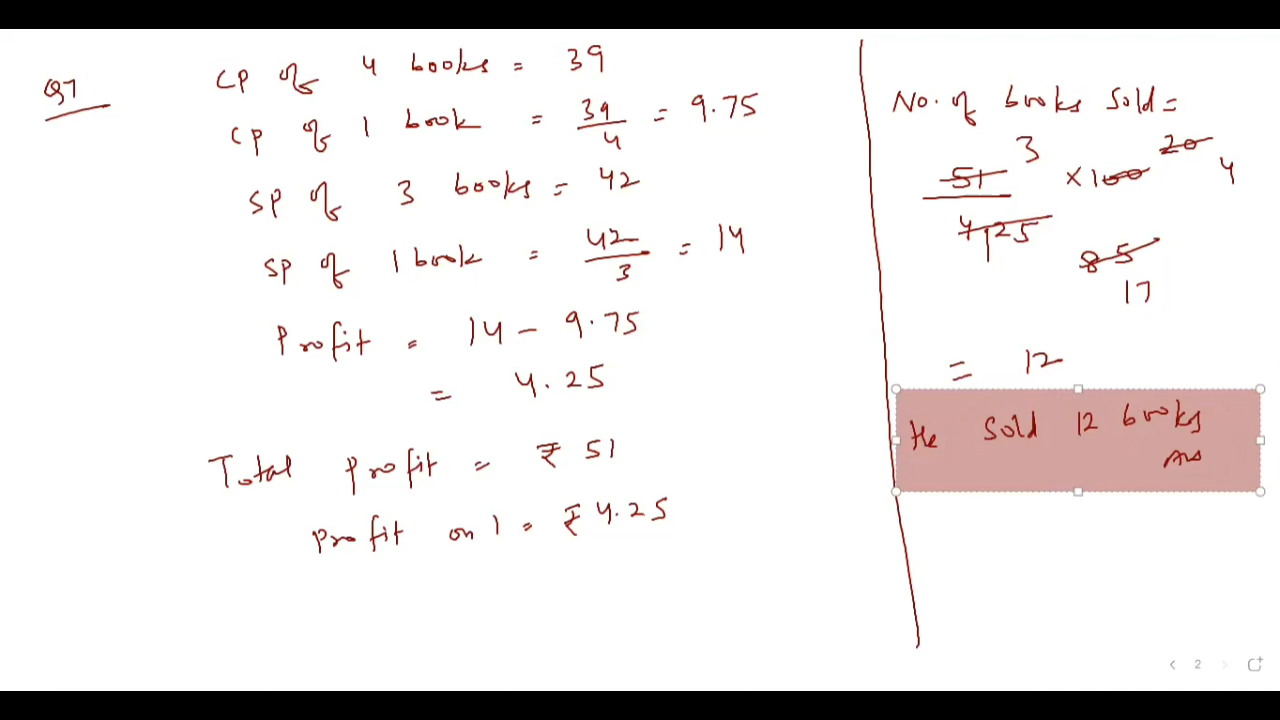 Q7
CP of 4 books = 39
CP of 1 book = 39/4 = 9.75
SP of 3 books = 42
SP of 1 book = 42/3 = 14
Profit = 14 - 9.75
= 4.25
Total profit = ₹ 51
profit on 1 = ₹ 4.25
No. of books sold =
3 20
51 × 100 4
425
85
17
= 12
He sold 12 books
Ans
2